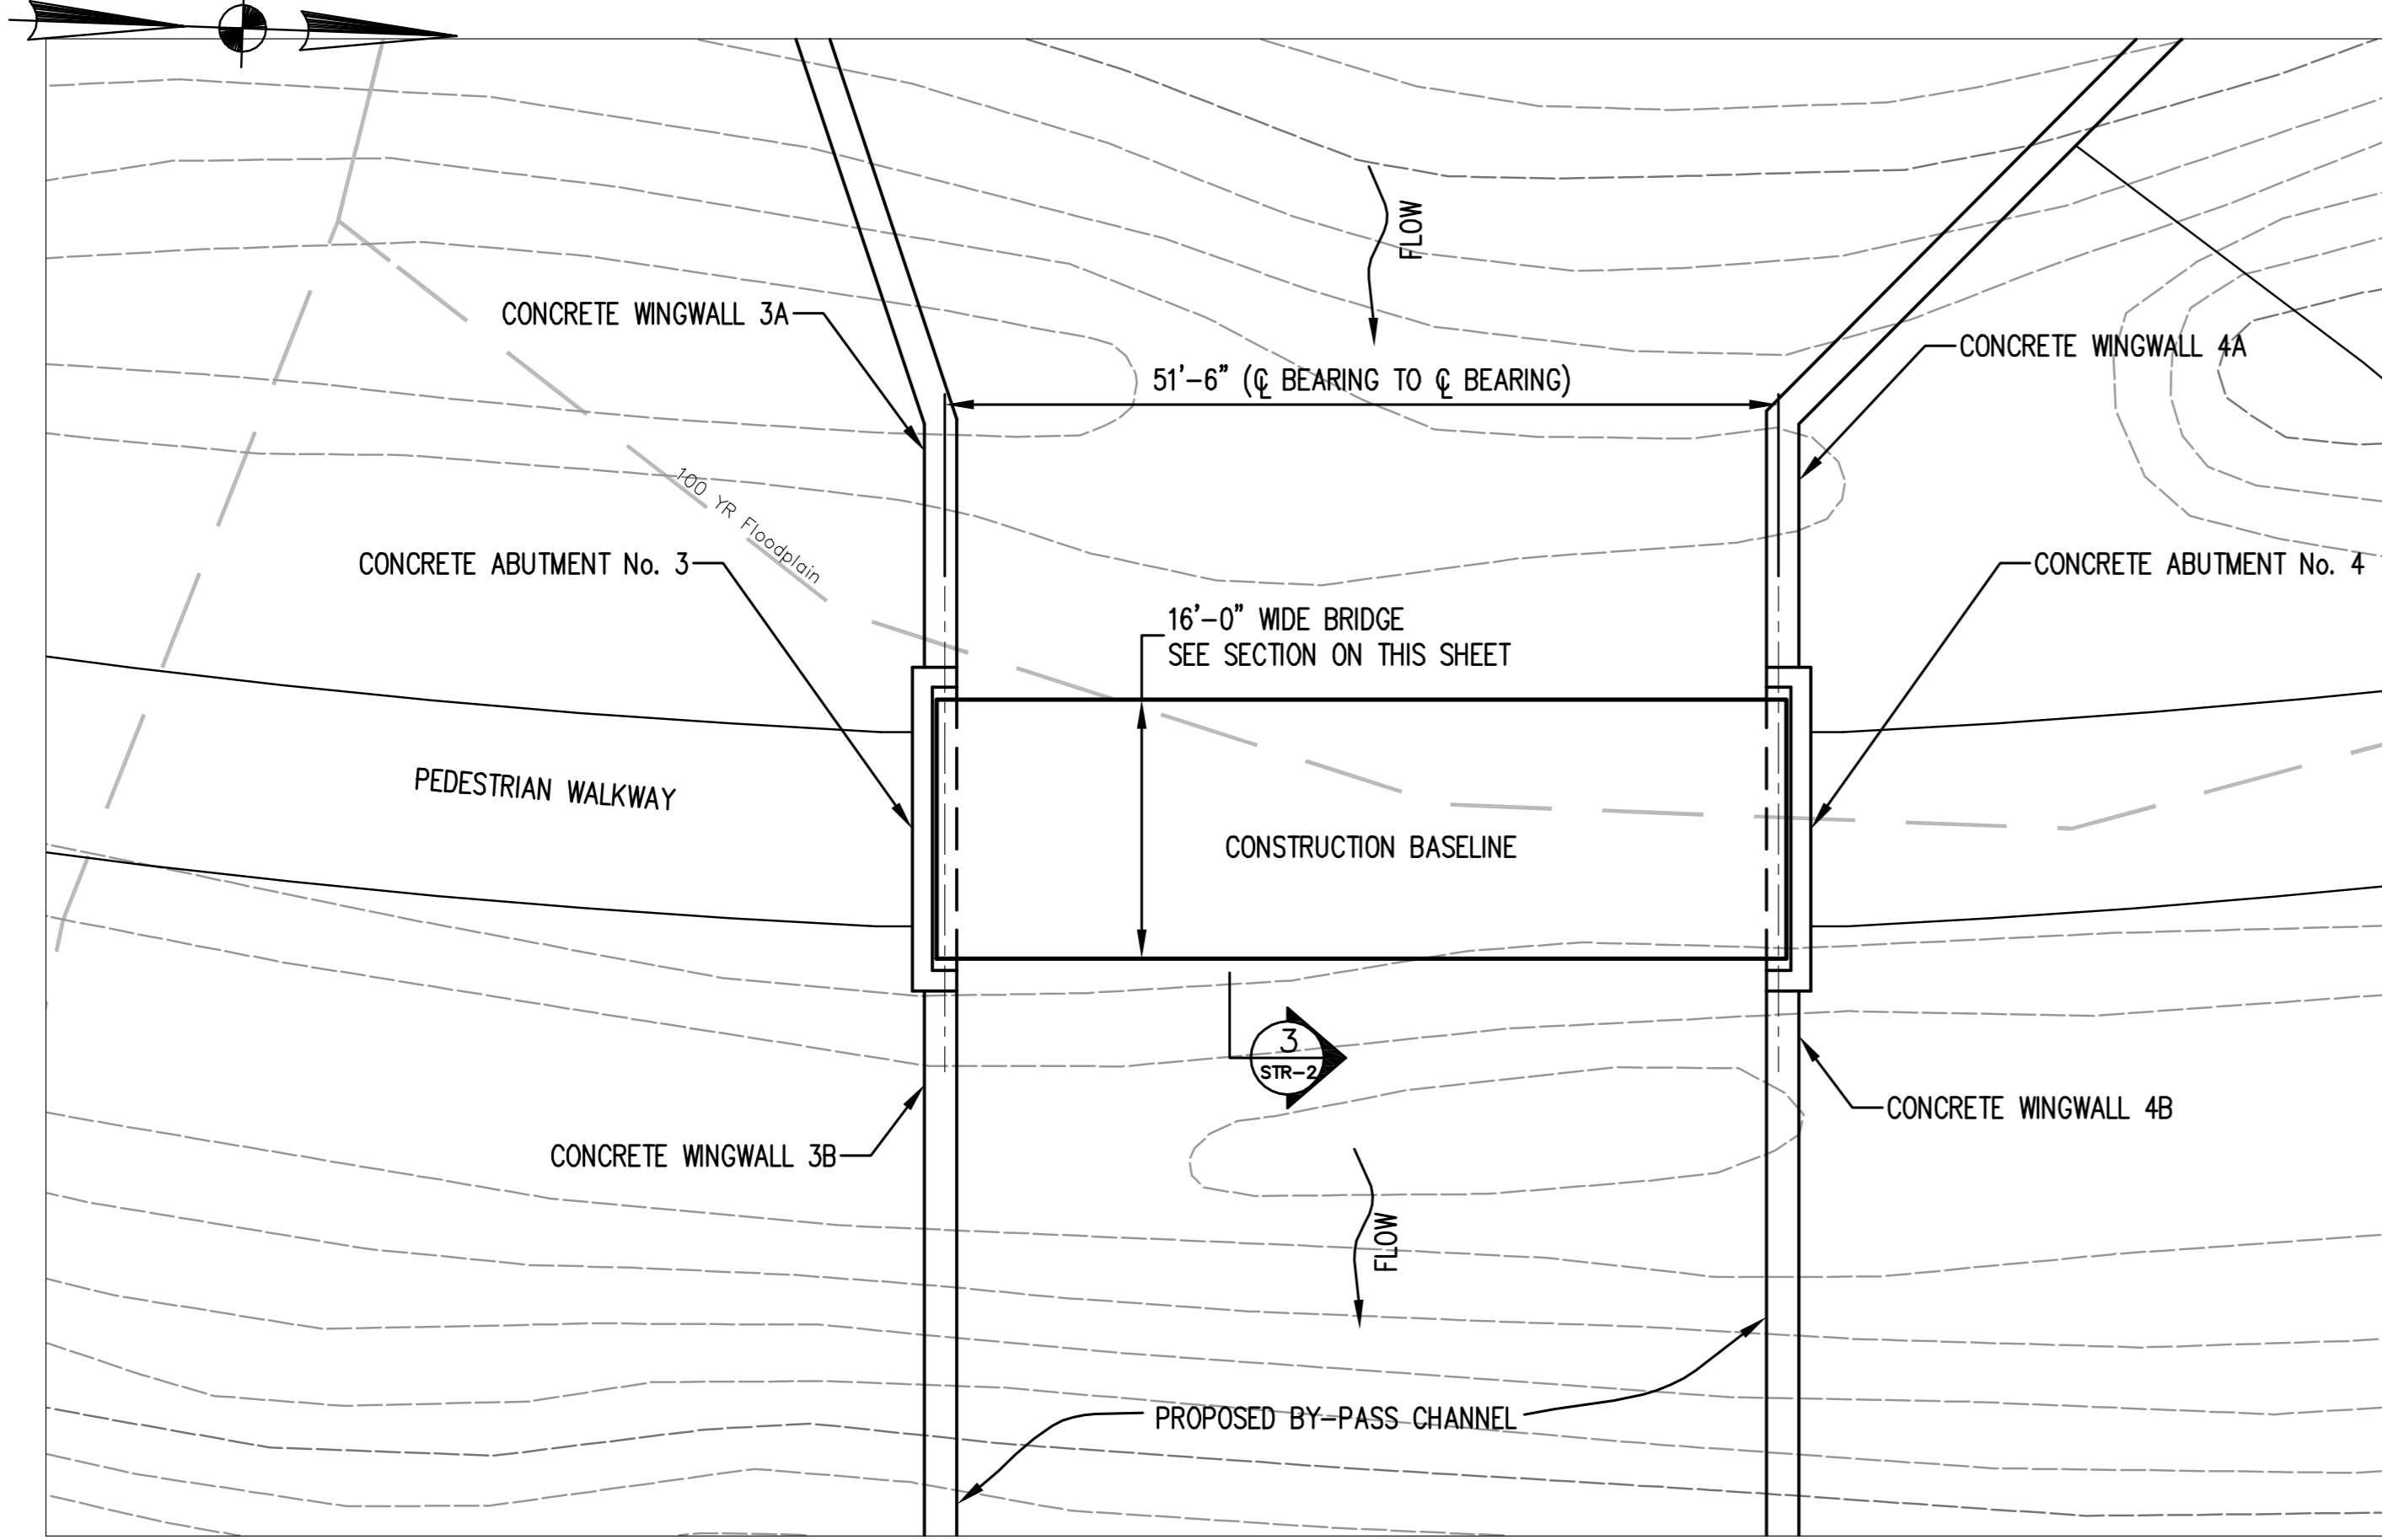 FLOW
CONCRETE WINGWALL 3A
CONCRETE WINGWALL 4A
51'-6" (℄ BEARING TO ℄ BEARING)
100 YR Floodplain
CONCRETE ABUTMENT No. 3
CONCRETE ABUTMENT No. 4
16'-0" WIDE BRIDGE
SEE SECTION ON THIS SHEET
PEDESTRIAN WALKWAY
CONSTRUCTION BASELINE
3
STR-2
CONCRETE WINGWALL 4B
CONCRETE WINGWALL 3B
FLOW
PROPOSED BY-PASS CHANNEL